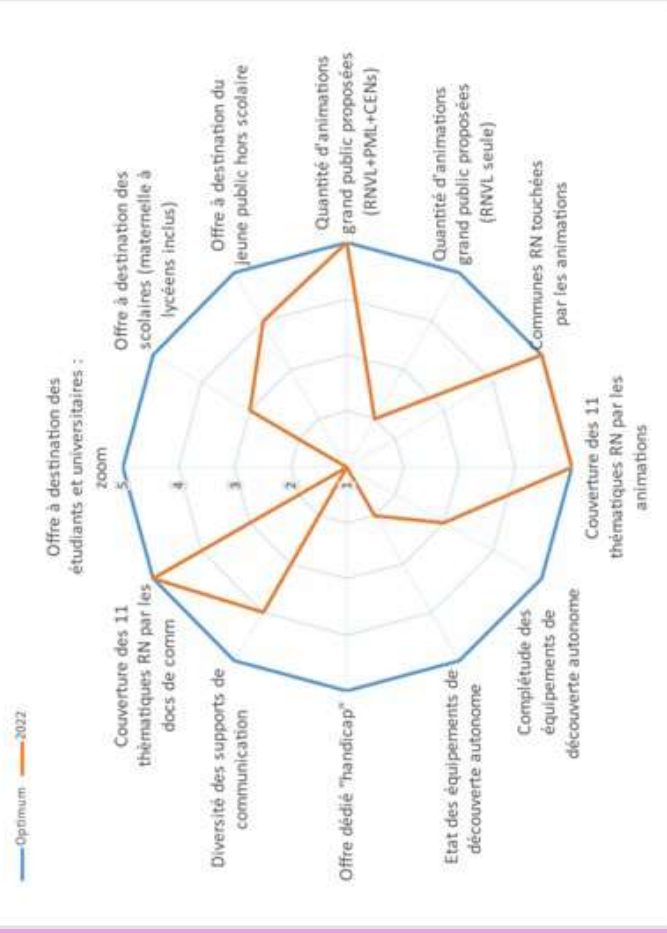 Optimum
2022
Offre à destination des
étudiants et universitaires :
zoom
5
4
3
2
1
Offre à destination des
scolaires (maternelle à
lycéens inclus)
Offre à destination du
jeune public hors scolaire
Quantité d'animations
grand public proposées
(RNVL+PML+CENs)
Quantité d'animations
grand public proposées
(RNVL seule)
Communes RN touchées
par les animations
Couverture des 11
thématiques RN par les
animations
Complétude des
équipements de
découverte autonome
Etat des équipements de
découverte autonome
Offre dédié "handicap"
Diversité des supports de
communication
Couverture des 11
thèmatiques RN par les
docs de comm